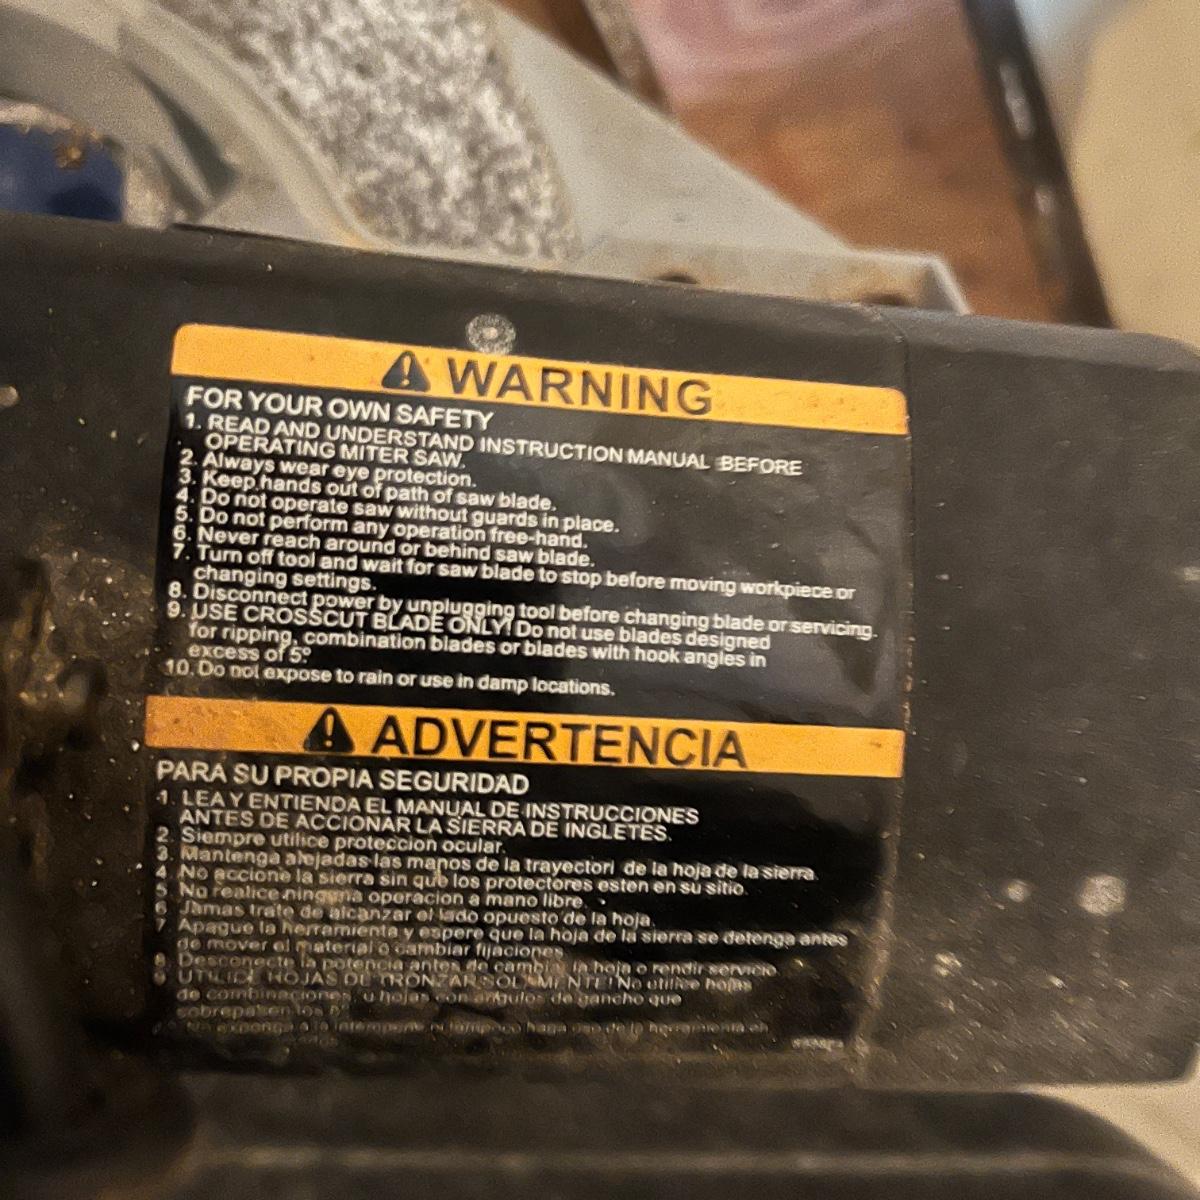 WARNING
FOR YOUR OWN SAFETY
1. READ AND UNDERSTAND INSTRUCTION MANUAL BEFORE
OPERATING MITER SAW.
2. Always wear eye protection.
3. Keep hands out of path of saw blade.
4. Do not operate saw without guards in place.
5. Do not perform any operation free-hand.
6. Never reach around or behind saw blade.
7. Turn off tool and wait for saw blade to stop before moving workpiece or
changing settings.
8. Disconnect power by unplugging tool before changing blade or servicing.
9. USE CROSSCUT BLADE ONLY! Do not use blades designed
for ripping, combination blades or blades with hook angles in
excess of 5°
10. Do not expose to rain or use in damp locations.
ADVERTENCIA
PARA SU PROPIA SEGURIDAD
1. LEA Y ENTIENDA EL MANUAL DE INSTRUCCIONES
ANTES DE ACCIONAR LA SIERRA DE INGLETES.
2. Siempre utilice proteccion ocular.
3. Mantenga alejadas las manos de la trayectori de la hoja de la sierra.
4. No accione la sierra sin que los protectores esten en su sitio.
5. No realice ninguna operacion a mano libre.
6. Jamas trate de alcanzar el lado opuesto de la hoja.
7. Apague la herramienta y espere que la hoja de la sierra se detenga antes
de mover el material o cambiar fijaciones
8. Desconecte la potencia antes de cambiar la hoja o rendir servicio.
9. HOJAS DE TRONZAR SOLAMENTE! No utilice hojas
de combinaciones, u hojas con angulos de gancho que
sobrepasen los